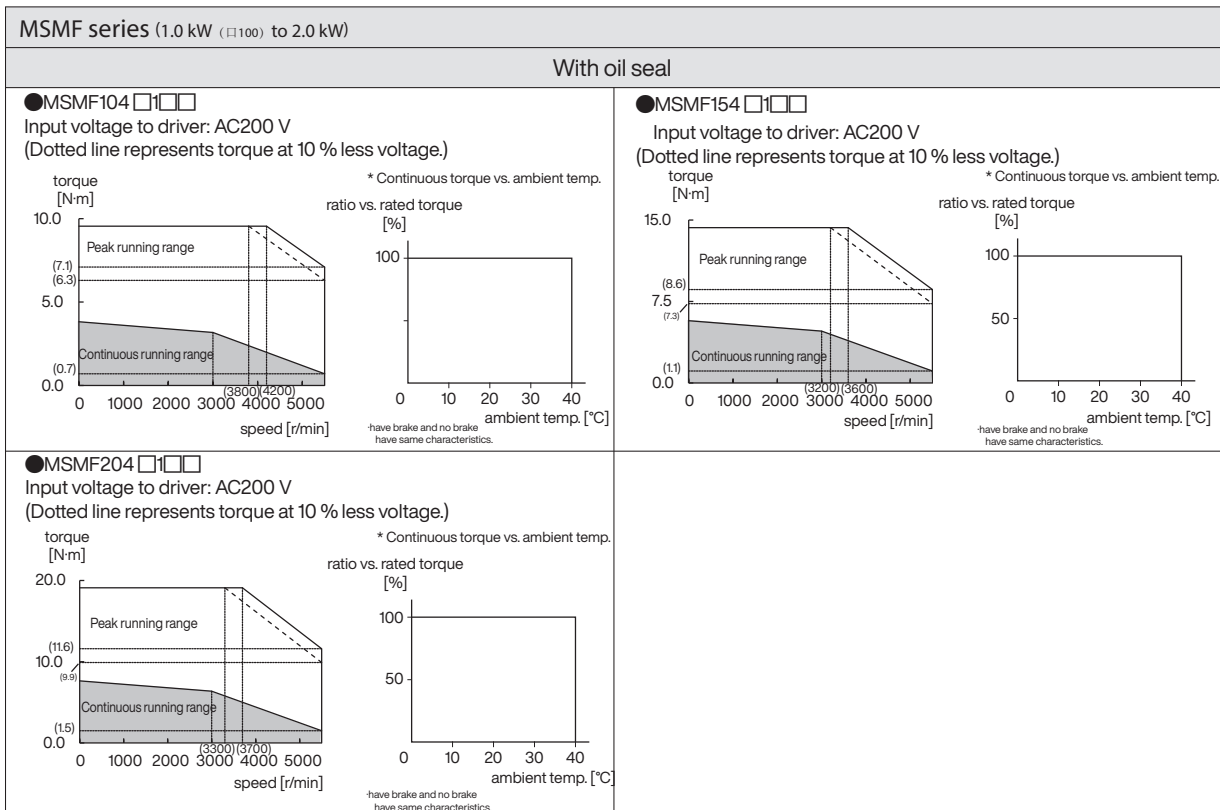 MSMF series (1.0 kW (□100) to 2.0 kW)
With oil seal
●MSMF104 □1□□
Input voltage to driver: AC200 V
(Dotted line represents torque at 10 % less voltage.)
torque
[N·m]
10.0
(7.1)
(6.3)
5.0
(0.7)
0.0
Peak running range
Continuous running range
(3800)(4200)
0 1000 2000 3000 4000 5000
speed [r/min]
* Continuous torque vs. ambient temp.
ratio vs. rated torque
[%]
100
0 10 20 30 40
ambient temp. [°C]
·have brake and no brake
have same characteristics.
●MSMF154 □1□□
Input voltage to driver: AC200 V
(Dotted line represents torque at 10 % less voltage.)
torque
[N·m]
15.0
(8.6)
7.5
(7.3)
(1.1)
0.0
Peak running range
Continuous running range
(3200)(3600)
0 1000 2000 3000 4000 5000
speed [r/min]
* Continuous torque vs. ambient temp.
ratio vs. rated torque
[%]
100
50
0 10 20 30 40
ambient temp. [°C]
·have brake and no brake
have same characteristics.
●MSMF204 □1□□
Input voltage to driver: AC200 V
(Dotted line represents torque at 10 % less voltage.)
torque
[N·m]
20.0
(11.6)
10.0
(9.9)
(1.5)
0.0
Peak running range
Continuous running range
(3300)(3700)
0 1000 2000 3000 4000 5000
speed [r/min]
* Continuous torque vs. ambient temp.
ratio vs. rated torque
[%]
100
50
0 10 20 30 40
ambient temp. [°C]
·have brake and no brake
have same characteristics.